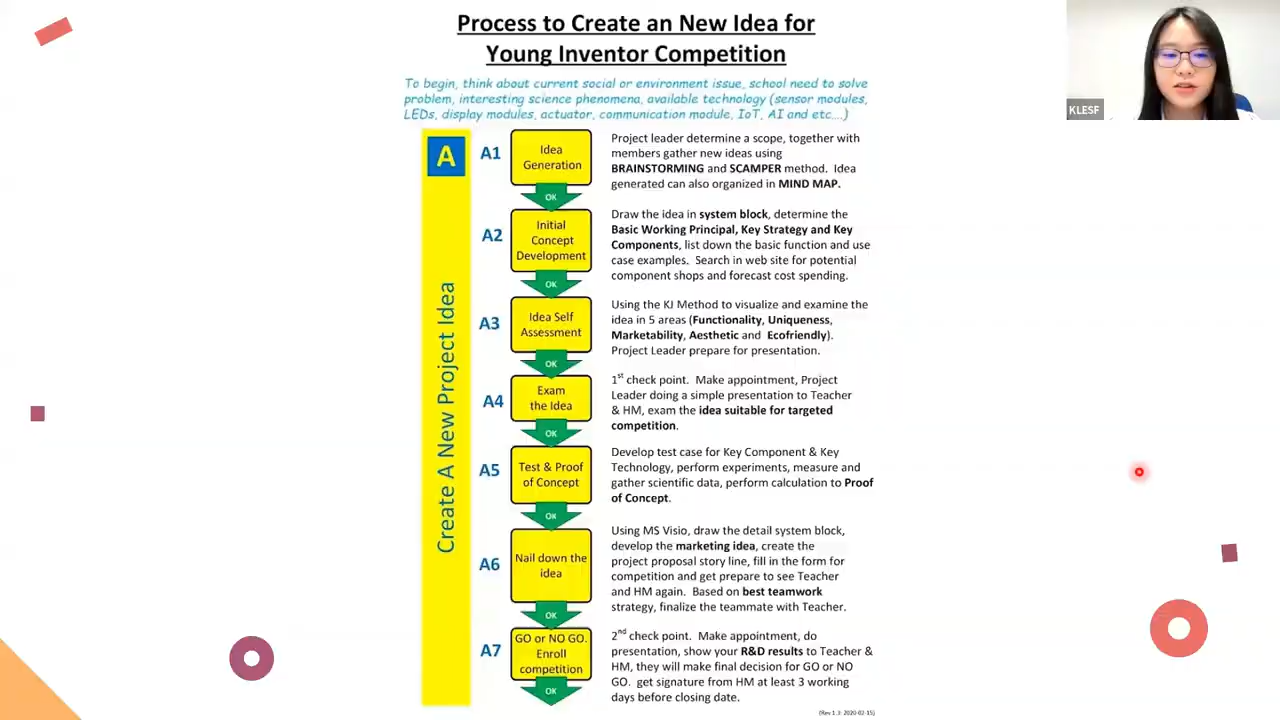 Process to Create an New Idea for
Young Inventor Competition
To begin, think about current social or environment issue, school need to solve
problem, interesting science phenomena, available technology (sensor modules,
LEDs, display modules, actuator, communication module, IoT, AI and etc....)
KLESF
A
Create A New Project Idea
A1
Idea
Generation
Project leader determine a scope, together with
members gather new ideas using
BRAINSTORMING and SCAMPER method. Idea
generated can also organized in MIND MAP.
OK
A2
Initial
Concept
Development
Draw the idea in system block, determine the
Basic Working Principal, Key Strategy and Key
Components, list down the basic function and use
case examples. Search in web site for potential
component shops and forecast cost spending.
OK
A3
Idea Self
Assessment
Using the KJ Method to visualize and examine the
idea in 5 areas (Functionality, Uniqueness,
Marketability, Aesthetic and Ecofriendly).
Project Leader prepare for presentation.
OK
A4
Exam
the Idea
1st check point. Make appointment, Project
Leader doing a simple presentation to Teacher
& HM, exam the idea suitable for targeted
competition.
OK
A5
Test & Proof
of Concept
Develop test case for Key Component & Key
Technology, perform experiments, measure and
gather scientific data, perform calculation to Proof
of Concept.
OK
A6
Nail down the
idea
Using MS Visio, draw the detail system block,
develop the marketing idea, create the
project proposal story line, fill in the form for
competition and get prepare to see Teacher
and HM again. Based on best teamwork
strategy, finalize the teammate with Teacher.
OK
A7
GO or NO GO.
Enroll
competition
2nd check point. Make appointment, do
presentation, show your R&D results to Teacher &
HM, they will make final decision for GO or NO
GO. get signature from HM at least 3 working
days before closing date.
OK
(Rev 1.3: 2020-02-15)